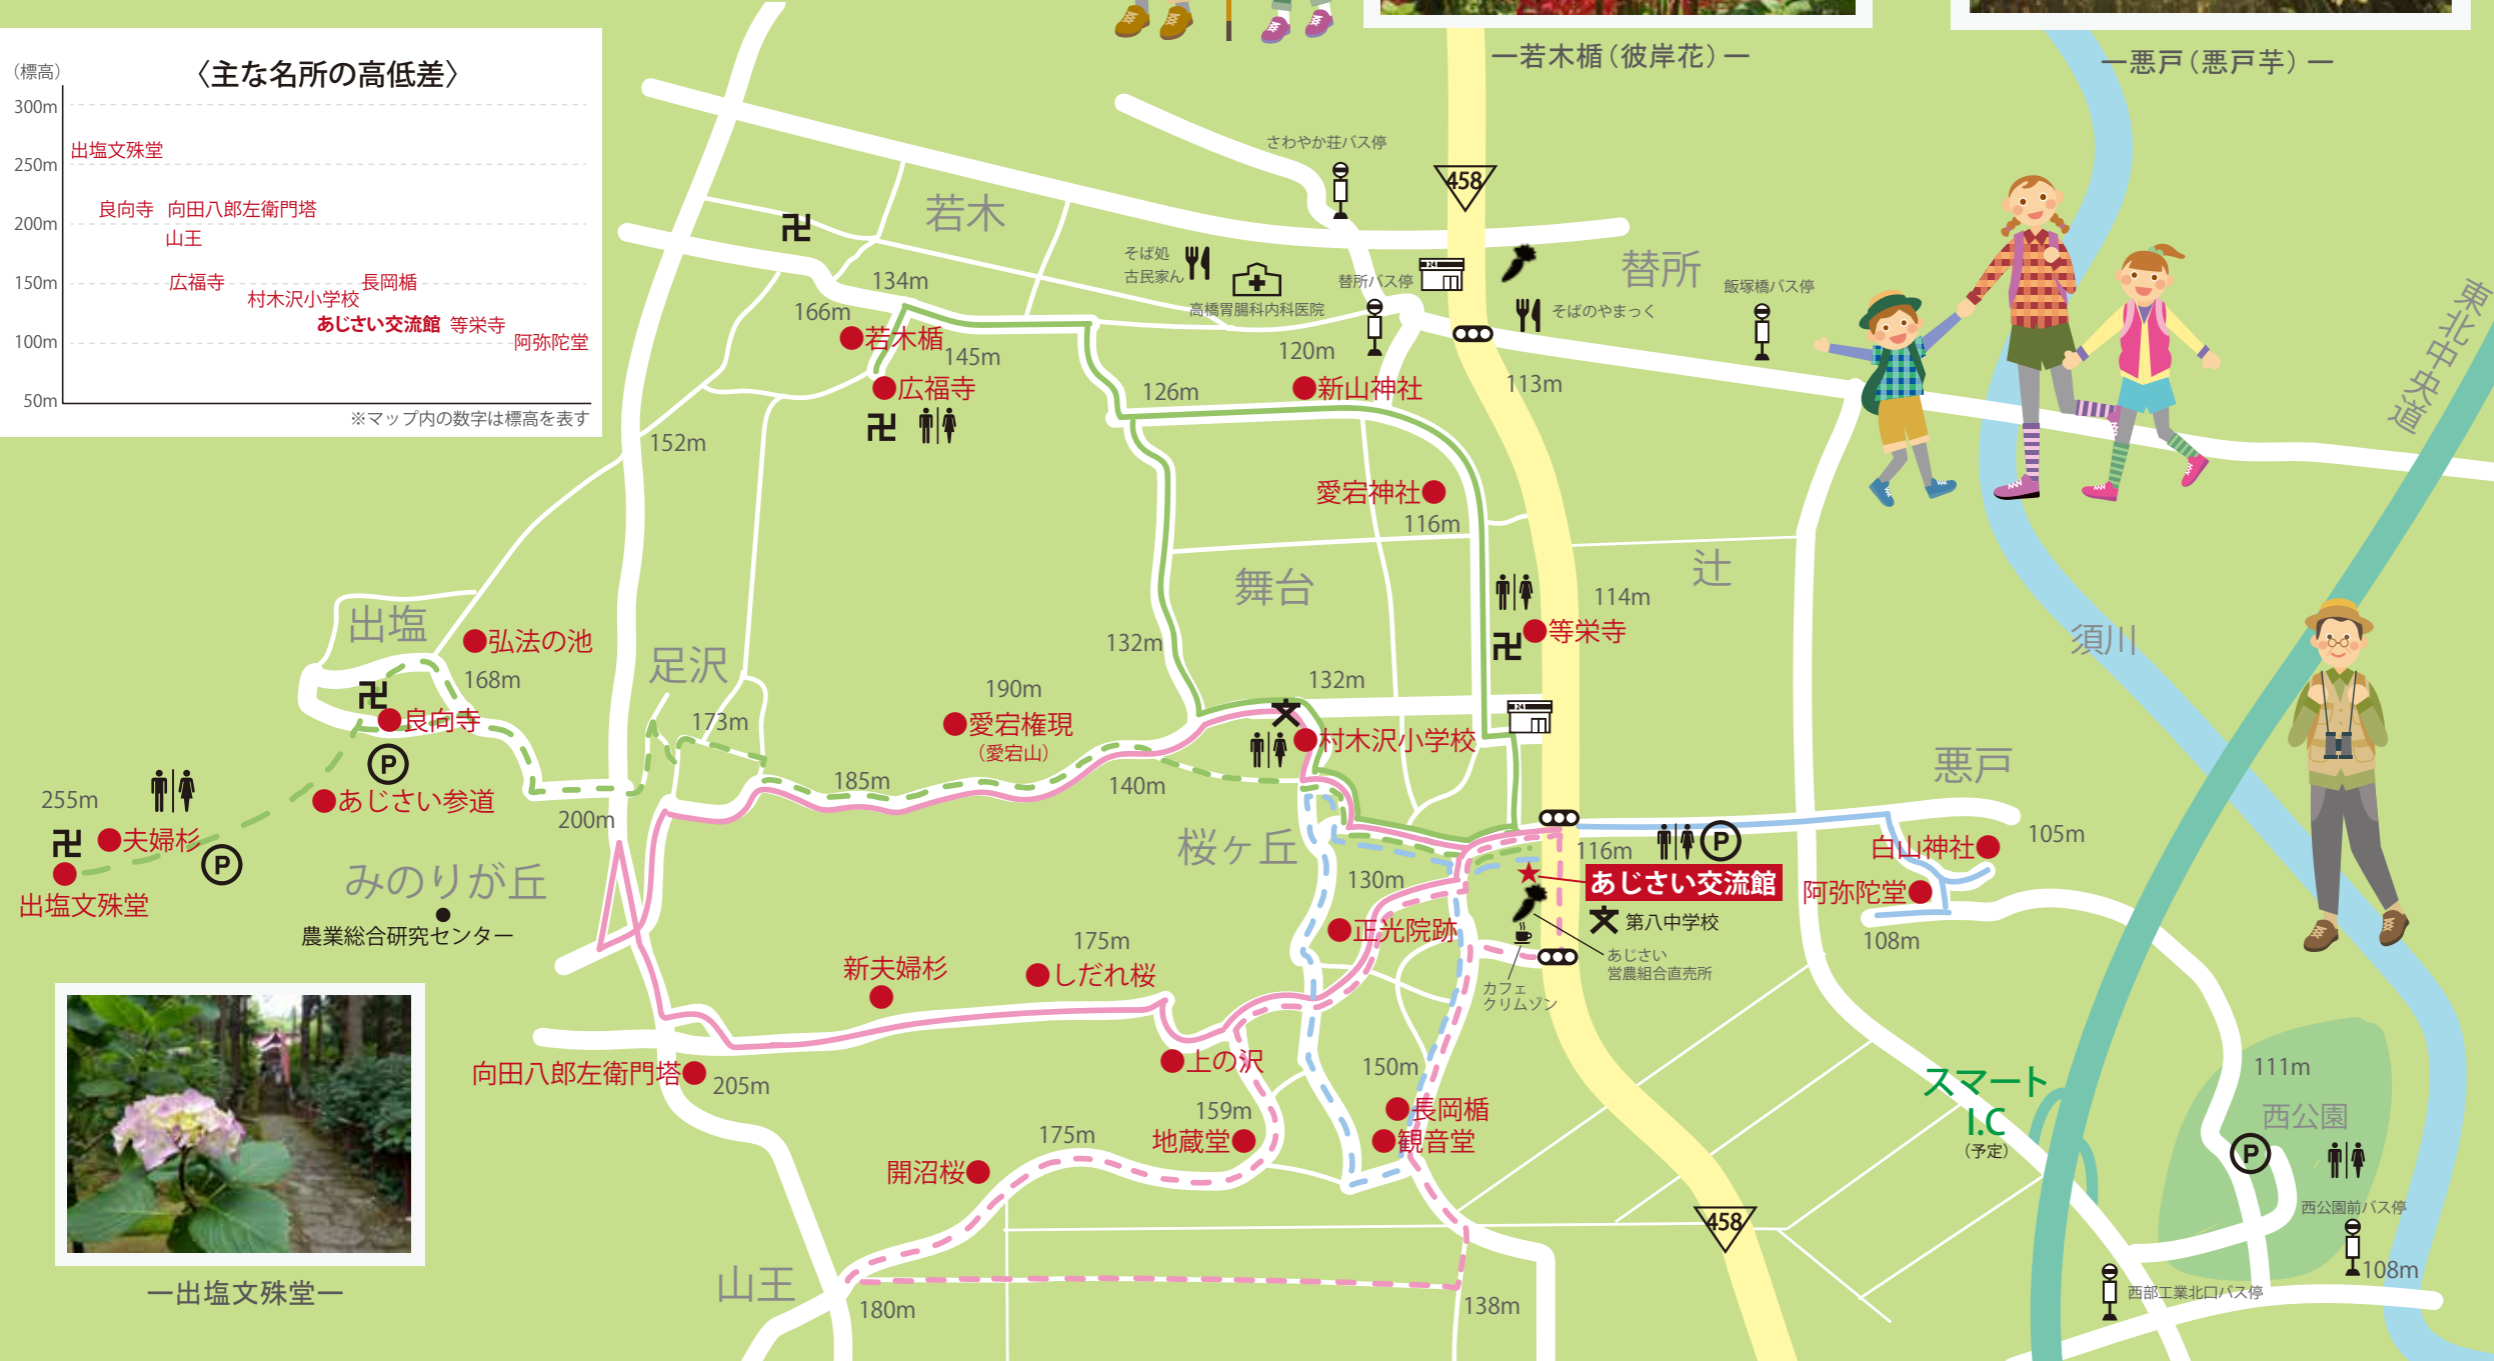 〈主な名所の高低差〉
(標高)
300m
250m
200m
150m
100m
50m
出塩文殊堂
良向寺
向田八郎左衛門塔
山王
広福寺
長岡楯
村木沢小学校
あじさい交流館
等栄寺
阿弥陀堂
※マップ内の数字は標高を表す
ー若木楯(彼岸花)ー
ー悪戸(悪戸芋)ー
さわやか荘バス停
458
若木
そば処
古民家ん
高橋胃腸科内科医院
替所バス停
24
替所
飯塚橋バス停
そばのやまっく
東北中央道
134m
166m
若木楯
145m
広福寺
126m
120m
新山神社
113m
152m
愛宕神社
116m
舞台
辻
114m
等栄寺
132m
132m
須川
出塩
弘法の池
168m
良向寺
足沢
173m
190m
愛宕権現
(愛宕山)
村木沢小学校
文
24
悪戸
P
あじさい参道
255m
夫婦杉
P
出塩文殊堂
185m
140m
200m
桜ヶ丘
116m
P
あじさい交流館
白山神社
105m
阿弥陀堂
108m
みのりが丘
農業総合研究センター
130m
正光院跡
文
第八中学校
あじさい
営農組合直売所
カフェ
クリムゾン
175m
しだれ桜
新夫婦杉
向田八郎左衛門塔
205m
上の沢
150m
長岡楯
観音堂
159m
地蔵堂
175m
開沼桜
スマート
I.C
(予定)
111m
西公園
P
西公園前バス停
108m
西部工業北口バス停
458
山王
180m
138m
ー出塩文殊堂ー